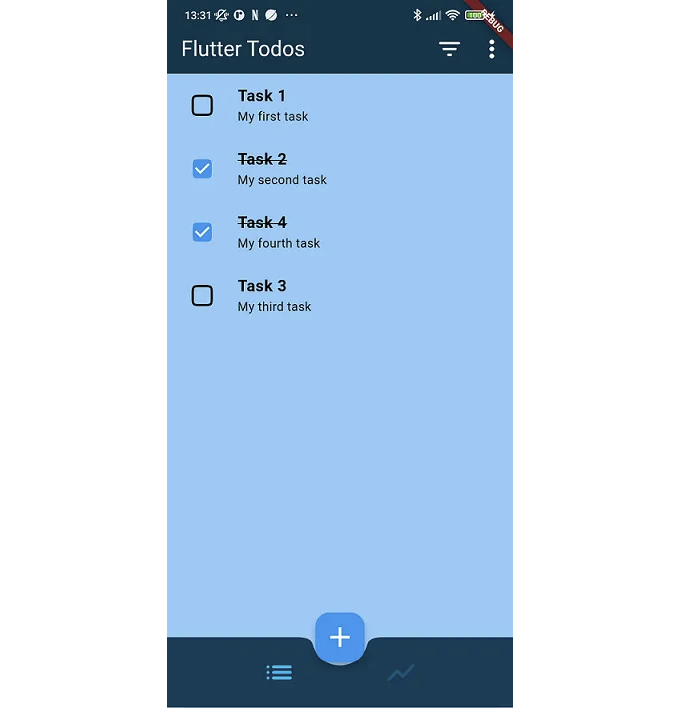 13:31
DEBUG
Flutter Todos
Task 1
My first task
Task 2
My second task
Task 4
My fourth task
Task 3
My third task